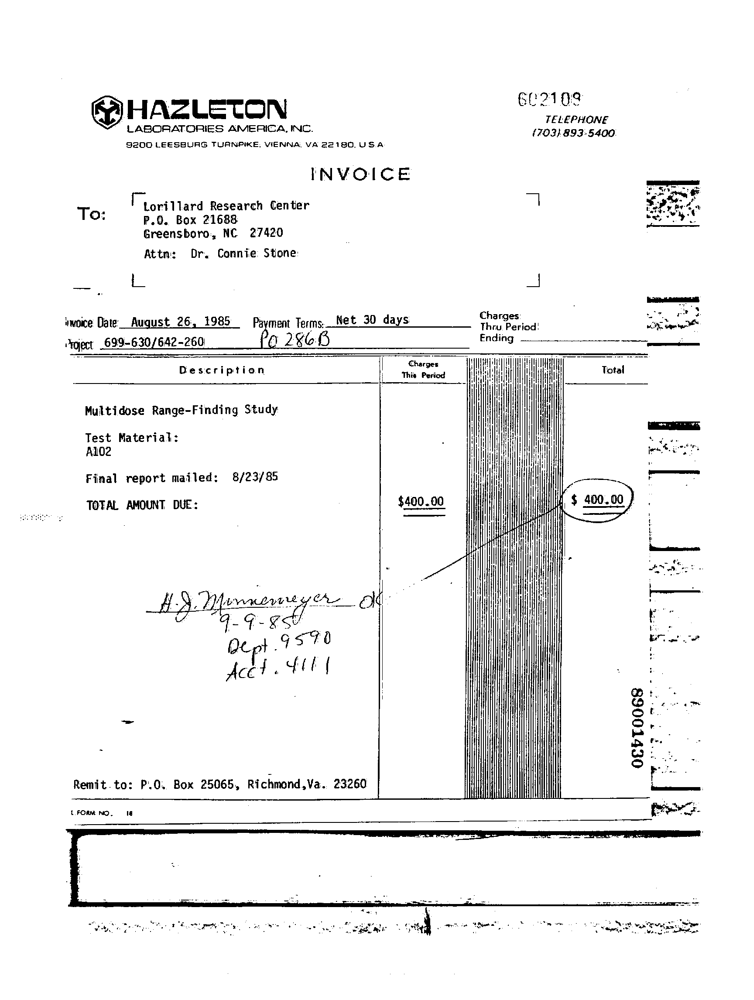 HAZLETON
LABORATORIES AMERICA, INC.
9200 LEESBURG TURNPIKE, VIENNA, VA 22180, U S A
602109
TELEPHONE
(703) 893-5400
INVOICE
To:
Lorillard Research Center
P.O. Box 21688
Greensboro, NC 27420
Attn: Dr. Connie Stone
Invoice Date: August 26, 1985 Payment Terms: Net 30 days
Charges
Thru Period
Ending
Project 699-630/642-260 PO 286B
Description Charges This Period Total
Multidose Range-Finding Study
Test Material:
A102
Final report mailed: 8/23/85
TOTAL AMOUNT DUE: $400.00 $ 400.00
H.J. Minnemeyer OK
9-9-85
Dept. 9590
Acct. 4111
89001430
Remit to: P.O. Box 25065, Richmond,Va. 23260
L FORM NO. 18